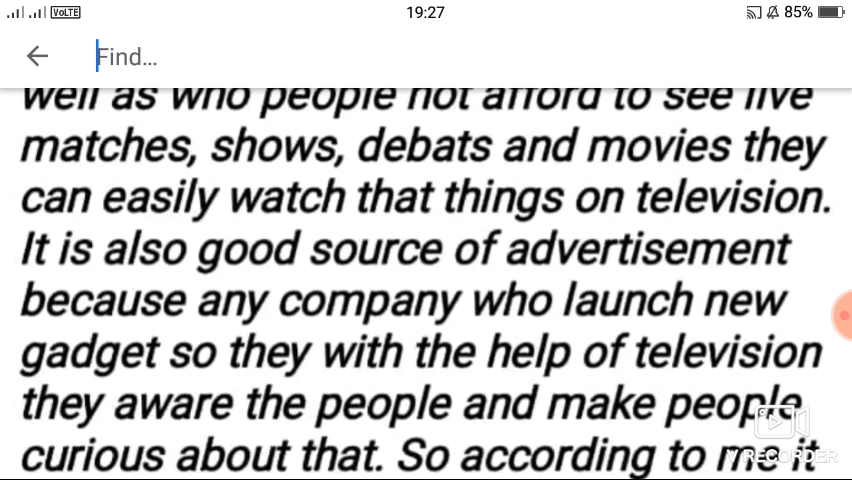 VoLTE 19:27 85%
Find...
well as who people not afford to see live
matches, shows, debats and movies they
can easily watch that things on television.
It is also good source of advertisement
because any company who launch new
gadget so they with the help of television
they aware the people and make people
curious about that. So according to me it
V RECORDER